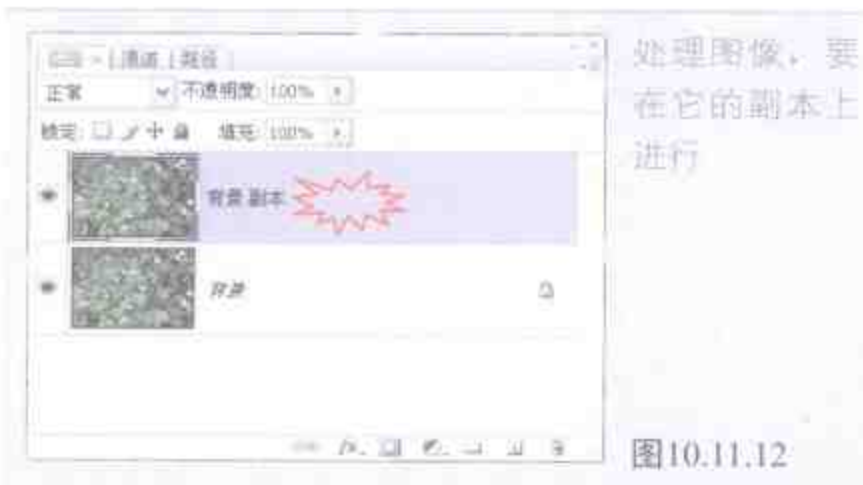 图层 × 通道 路径
正常 不透明度: 100%
锁定: 填充: 100%
背景 副本
背景
处理图像，要
在它的副本上
进行
图10.11.12